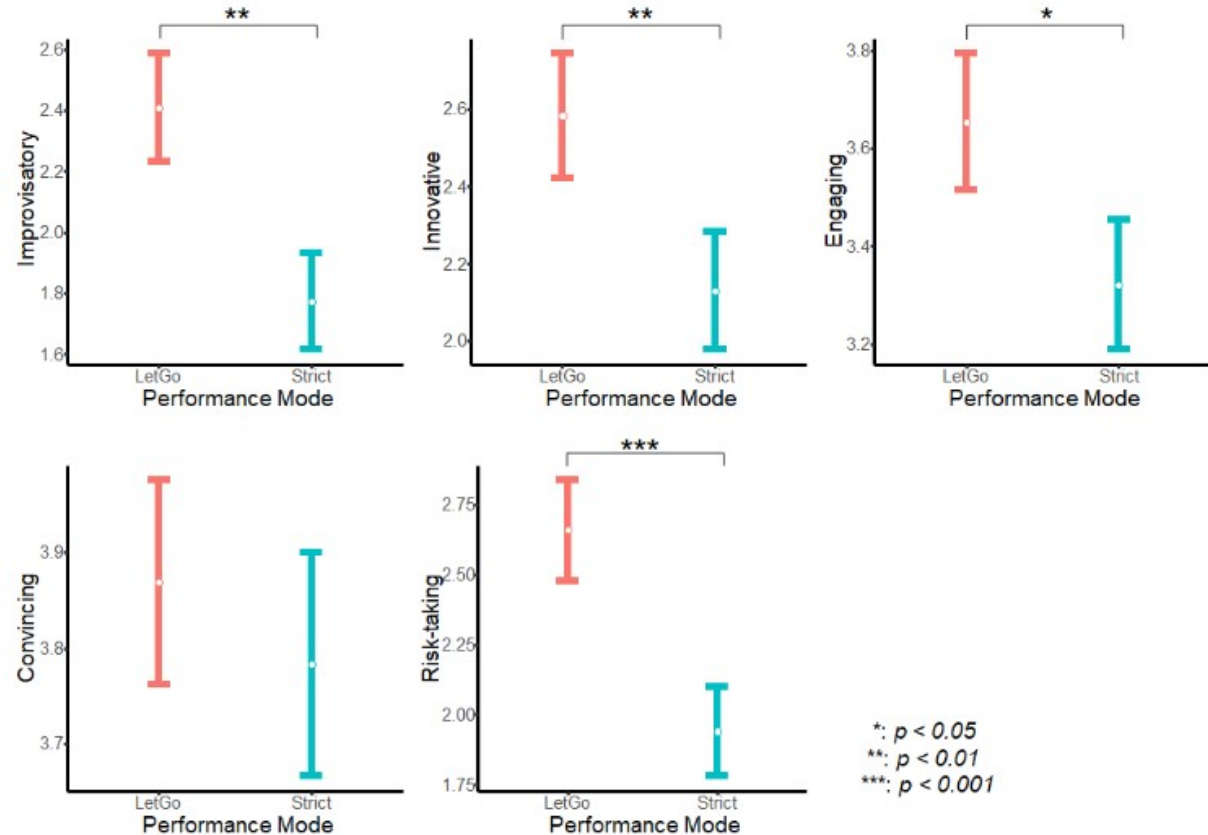 **
2.6
2.4
2.2
2.0
1.8
1.6
Improvisatory
LetGo Strict
Performance Mode
**
2.6
2.4
2.2
2.0
Innovative
LetGo Strict
Performance Mode
*
3.8
3.6
3.4
3.2
Engaging
LetGo Strict
Performance Mode
3.9
3.8
3.7
Convincing
LetGo Strict
Performance Mode
***
2.75
2.50
2.25
2.00
1.75
Risk-taking
LetGo Strict
Performance Mode
*: p < 0.05
**: p < 0.01
***: p < 0.001